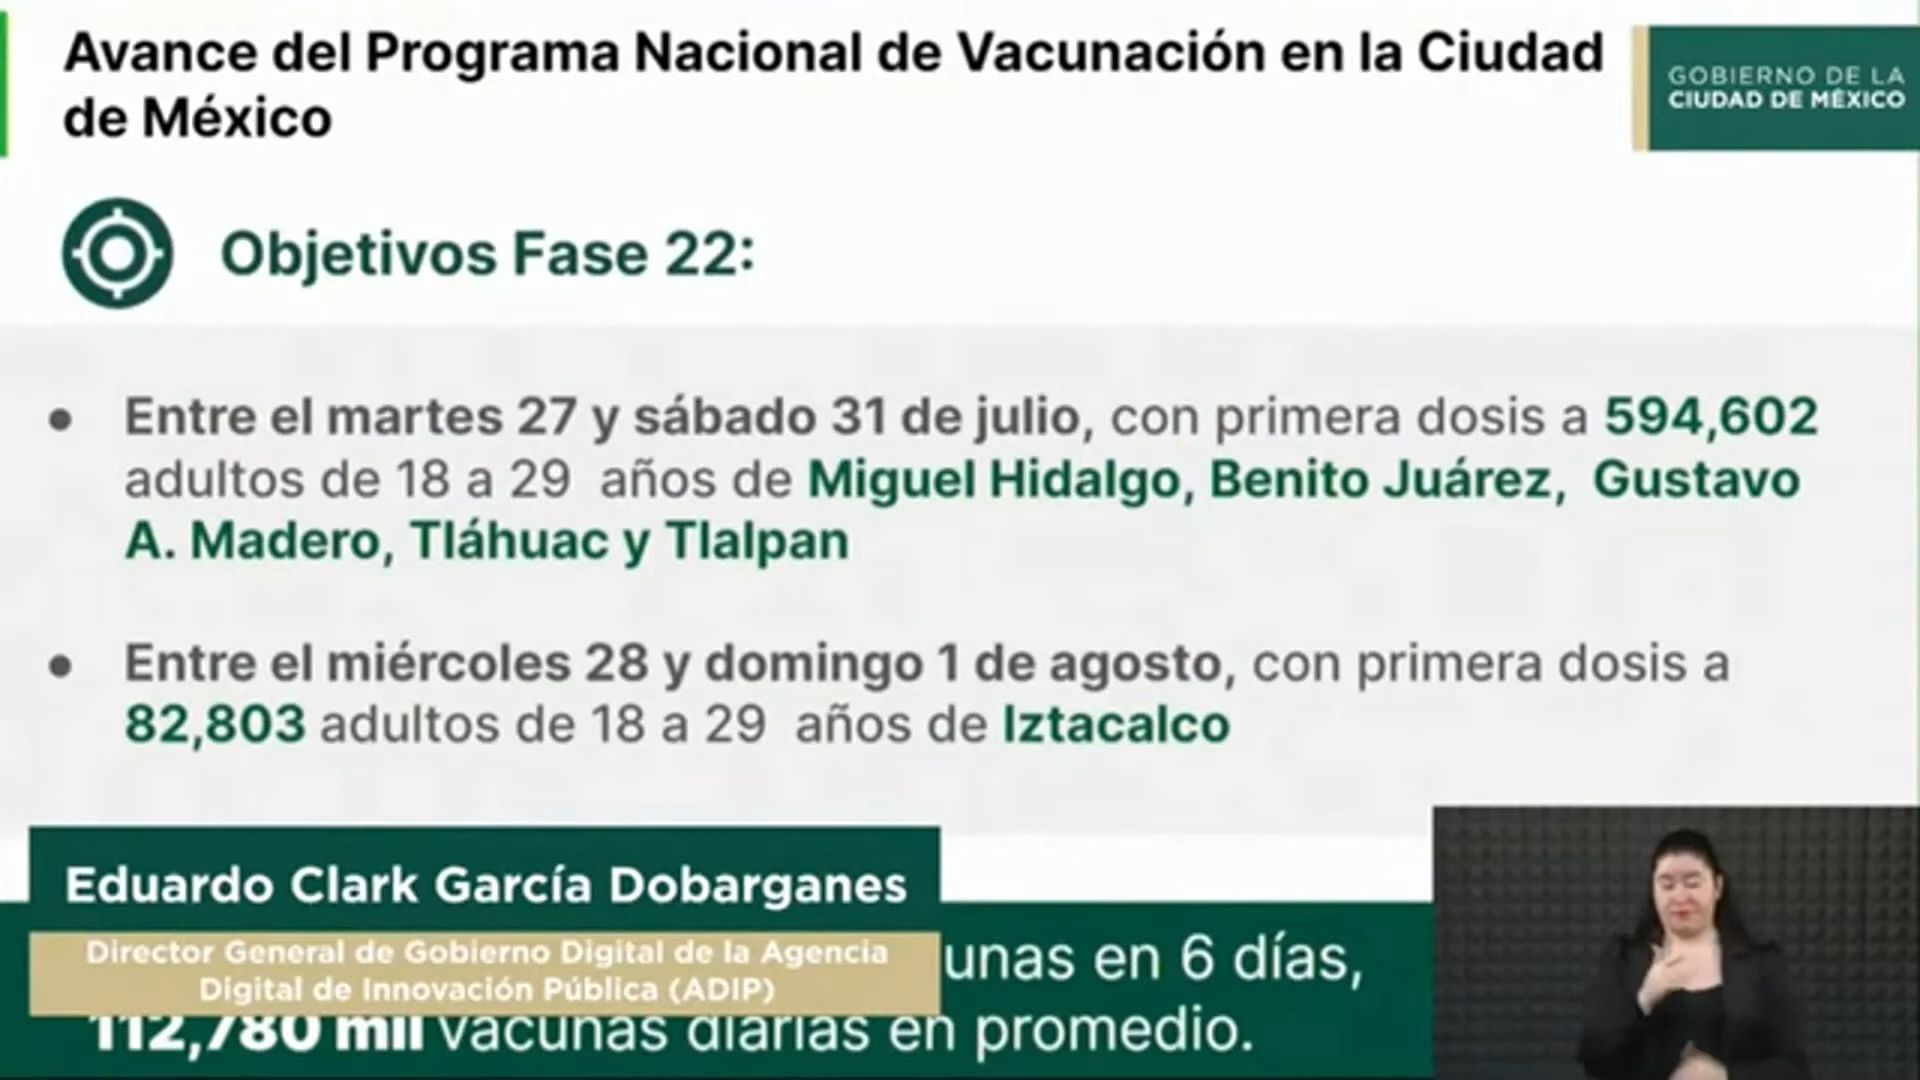 Avance del Programa Nacional de Vacunación en la Ciudad
de México
GOBIERNO DE LA
CIUDAD DE MÉXICO
Objetivos Fase 22:
● Entre el martes 27 y sábado 31 de julio, con primera dosis a 594,602
adultos de 18 a 29 años de Miguel Hidalgo, Benito Juárez, Gustavo
A. Madero, Tláhuac y Tlalpan
● Entre el miércoles 28 y domingo 1 de agosto, con primera dosis a
82,803 adultos de 18 a 29 años de Iztacalco
Eduardo Clark García Dobarganes
Director General de Gobierno Digital de la Agencia
Digital de Innovación Pública (ADIP)
en 6 días,
112,780 mil vacunas diarias en promedio.